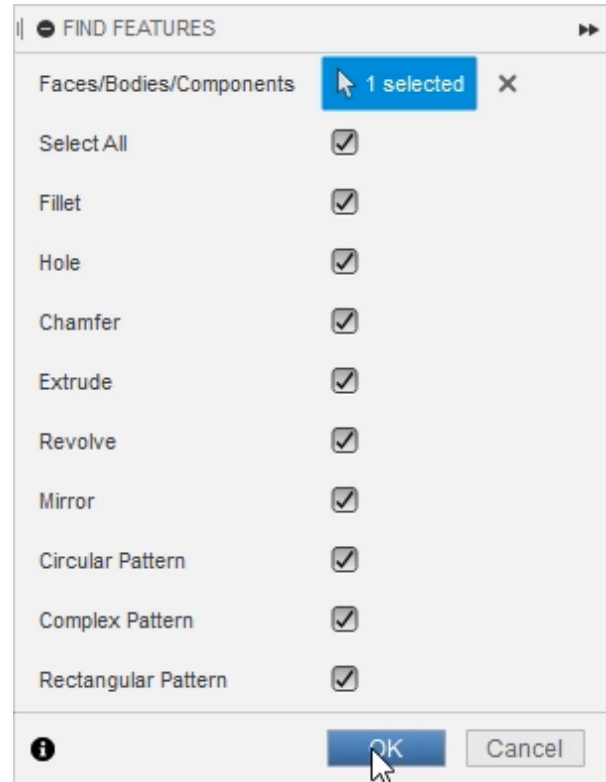 FIND FEATURES
Faces/Bodies/Components 1 selected
Select All
Fillet
Hole
Chamfer
Extrude
Revolve
Mirror
Circular Pattern
Complex Pattern
Rectangular Pattern
OK Cancel